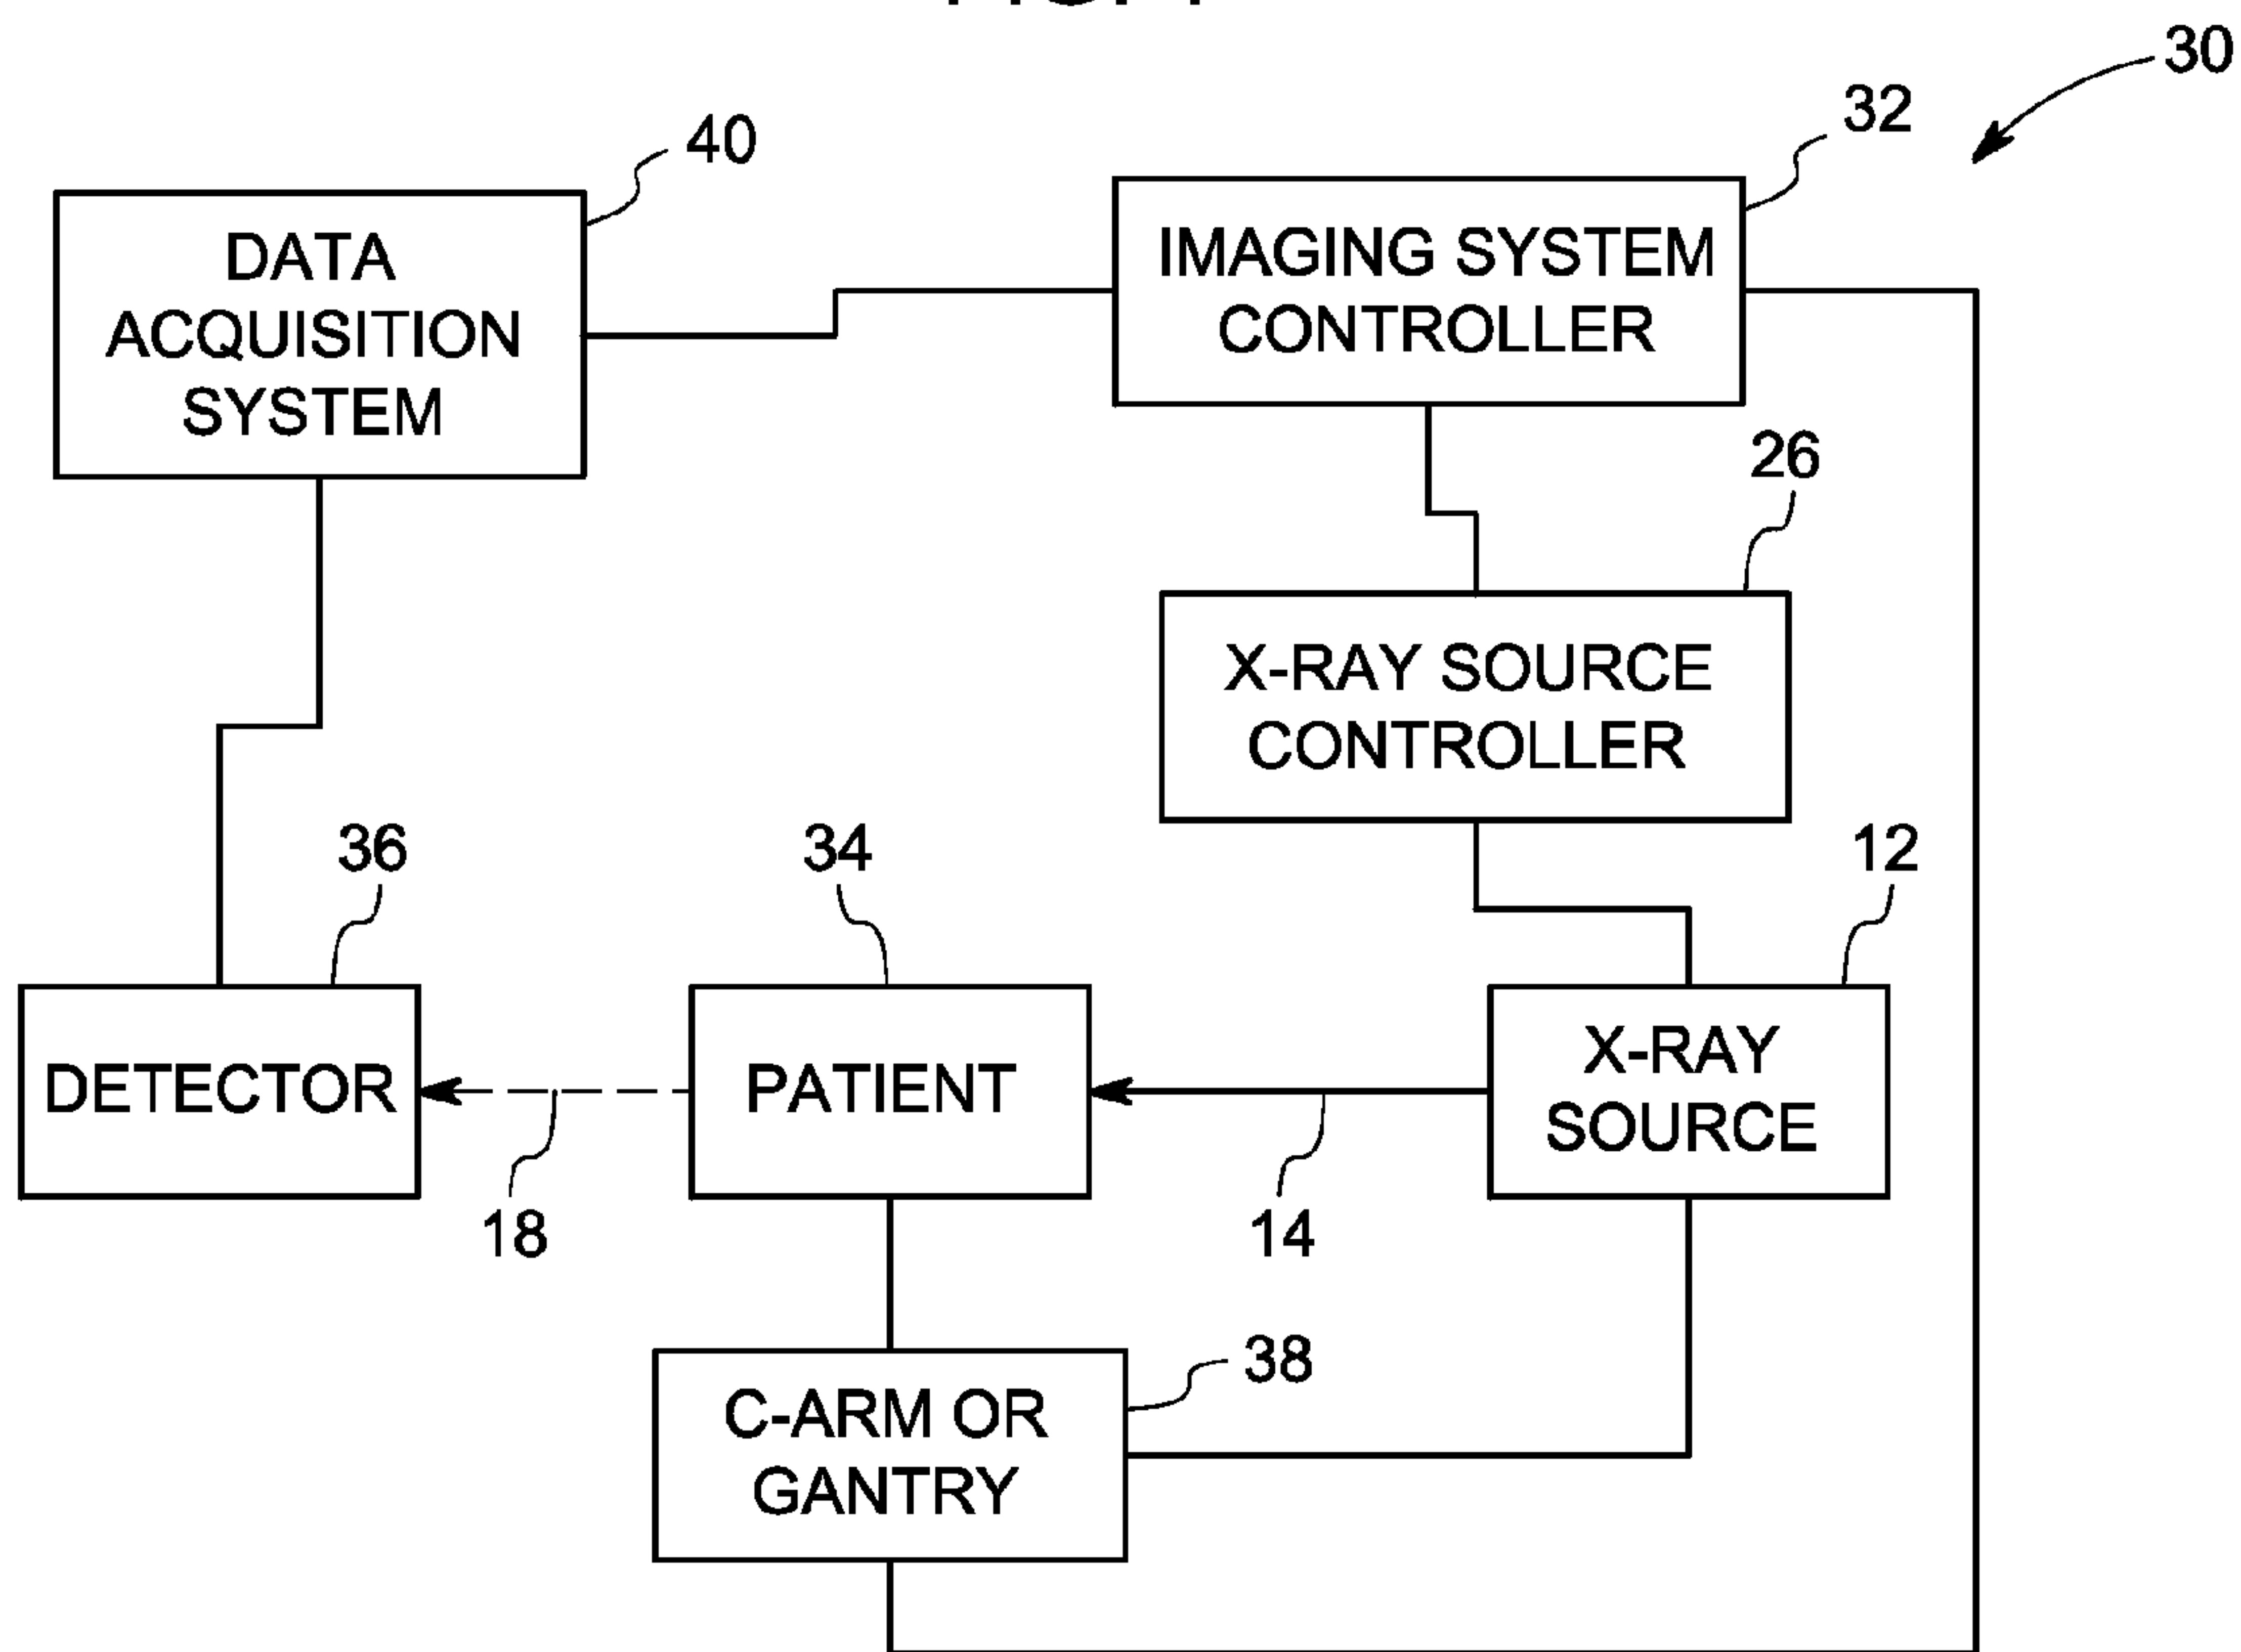 30
32
40
DATA
ACQUISITION
SYSTEM
IMAGING SYSTEM
CONTROLLER
26
X-RAY SOURCE
CONTROLLER
36
34
12
DETECTOR
PATIENT
X-RAY
SOURCE
18
14
38
C-ARM OR
GANTRY